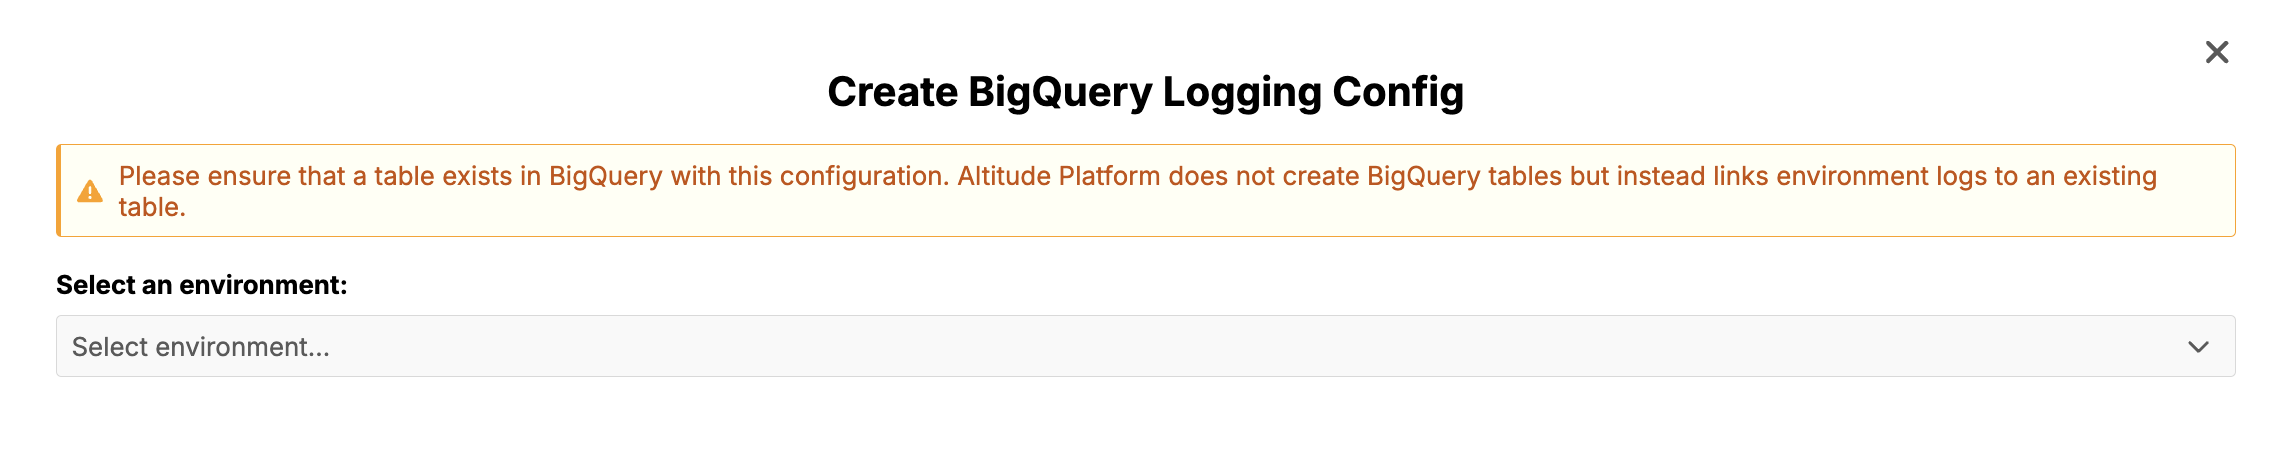 Create BigQuery Logging Config
Please ensure that a table exists in BigQuery with this configuration. Altitude Platform does not create BigQuery tables but instead links environment logs to an existing
table.
Select an environment:
Select environment...